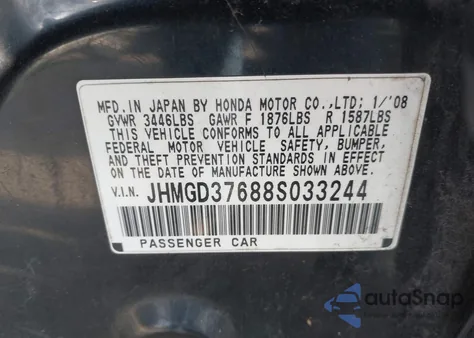 MFD. IN JAPAN BY HONDA MOTOR CO.,LTD; 1/'08
GVWR 3446LBS GAWR F 1876LBS R 1587LBS
THIS VEHICLE CONFORMS TO ALL APPLICABLE
FEDERAL MOTOR VEHICLE SAFETY, BUMPER,
AND THEFT PREVENTION STANDARDS IN EFFECT
ON THE DATE OF MANUFACTURE SHOWN ABOVE.
V.I.N. JHMGD37688S033244
PASSENGER CAR
autoSnap